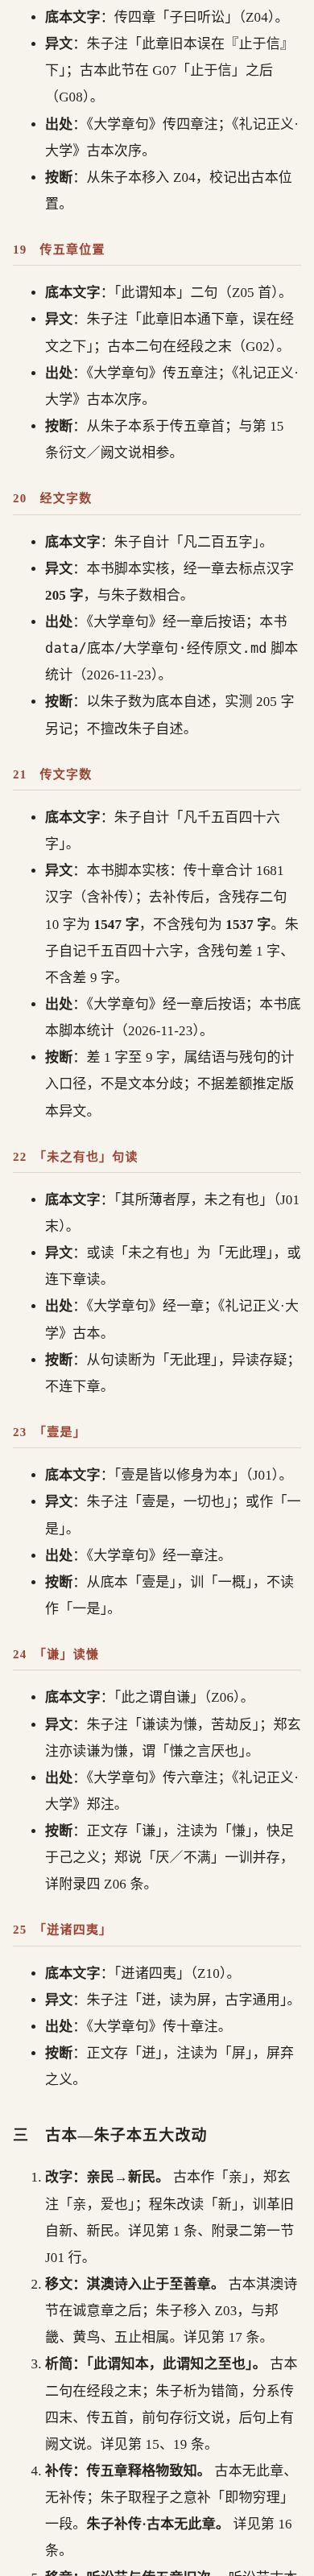 • 底本文字：传四章「子曰听讼」（Z04）。
• 异文：朱子注「此章旧本误在『止于信』
下」；古本此节在 G07「止于信」之后
（G08）。
• 出处：《大学章句》传四章注；《礼记正义·
大学》古本次序。
• 按断：从朱子本移入 Z04，校记出古本位
置。
19 传五章位置
• 底本文字：「此谓知本」二句（Z05 首）。
• 异文：朱子注「此章旧本通下章，误在经
文之下」；古本二句在经段之末（G02）。
• 出处：《大学章句》传五章注；《礼记正义·
大学》古本次序。
• 按断：从朱子本系于传五章首；与第 15
条衍文／阙文说相参。
20 经文字数
• 底本文字：朱子自计「凡二百五字」。
• 异文：本书脚本实核，经一章去标点汉字
205 字，与朱子数相合。
• 出处：《大学章句》经一章后按语；本书
data/底本/大学章句·经传原文.md 脚本
统计（2026-11-23）。
• 按断：以朱子数为底本自述，实测 205 字
另记；不擅改朱子自述。
21 传文字数
• 底本文字：朱子自计「凡千五百四十六
字」。
• 异文：本书脚本实核：传十章合计 1681
汉字（含补传）；去补传后，含残存二句
10 字为 1547 字，不含残句为 1537 字。朱
子自记千五百四十六字，含残句差 1 字、
不含差 9 字。
• 出处：《大学章句》经一章后按语；本书底
本脚本统计（2026-11-23）。
• 按断：差 1 字至 9 字，属结语与残句的计
入口径，不是文本分歧；不据差额推定版
本异文。
22 「未之有也」句读
• 底本文字：「其所薄者厚，未之有也」（J01
末）。
• 异文：或读「未之有也」为「无此理」，或
连下章读。
• 出处：《大学章句》经一章；《礼记正义·大
学》古本。
• 按断：从句读断为「无此理」，异读存疑；
不连下章。
23 「壹是」
• 底本文字：「壹是皆以修身为本」（J01）。
• 异文：朱子注「壹是，一切也」；或作「一
是」。
• 出处：《大学章句》经一章注。
• 按断：从底本「壹是」，训「一概」，不读
作「一是」。
24 「谦」读慊
• 底本文字：「此之谓自谦」（Z06）。
• 异文：朱子注「谦读为慊，苦劫反」；郑玄
注亦读谦为慊，谓「慊之言厌也」。
• 出处：《大学章句》传六章注；《礼记正义·
大学》郑注。
• 按断：正文存「谦」，注读为「慊」，快足
于己之义；郑说「厌／不满」一训并存，
详附录四 Z06 条。
25 「迸诸四夷」
• 底本文字：「迸诸四夷」（Z10）。
• 异文：朱子注「迸，读为屏，古字通用」。
• 出处：《大学章句》传十章注。
• 按断：正文存「迸」，注读为「屏」，屏弃
之义。
三 古本—朱子本五大改动
1. 改字：亲民→新民。 古本作「亲」，郑玄
注「亲，爱也」；程朱改读「新」，训革旧
自新、新民。详见第 1 条、附录二第一节
J01 行。
2. 移文：淇澳诗入止于至善章。 古本淇澳诗
节在诚意章之后；朱子移入 Z03，与邦
畿、黄鸟、五止相属。详见第 17 条。
3. 析简：「此谓知本，此谓知之至也」。 古本
二句在经段之末；朱子析为错简，分系传
四末、传五首，前句存衍文说，后句上有
阙文说。详见第 15、19 条。
4. 补传：传五章释格物致知。 古本无此章、
无补传；朱子取程子之意补「即物穷理」
一段。朱子补传·古本无此章。 详见第 16
条。